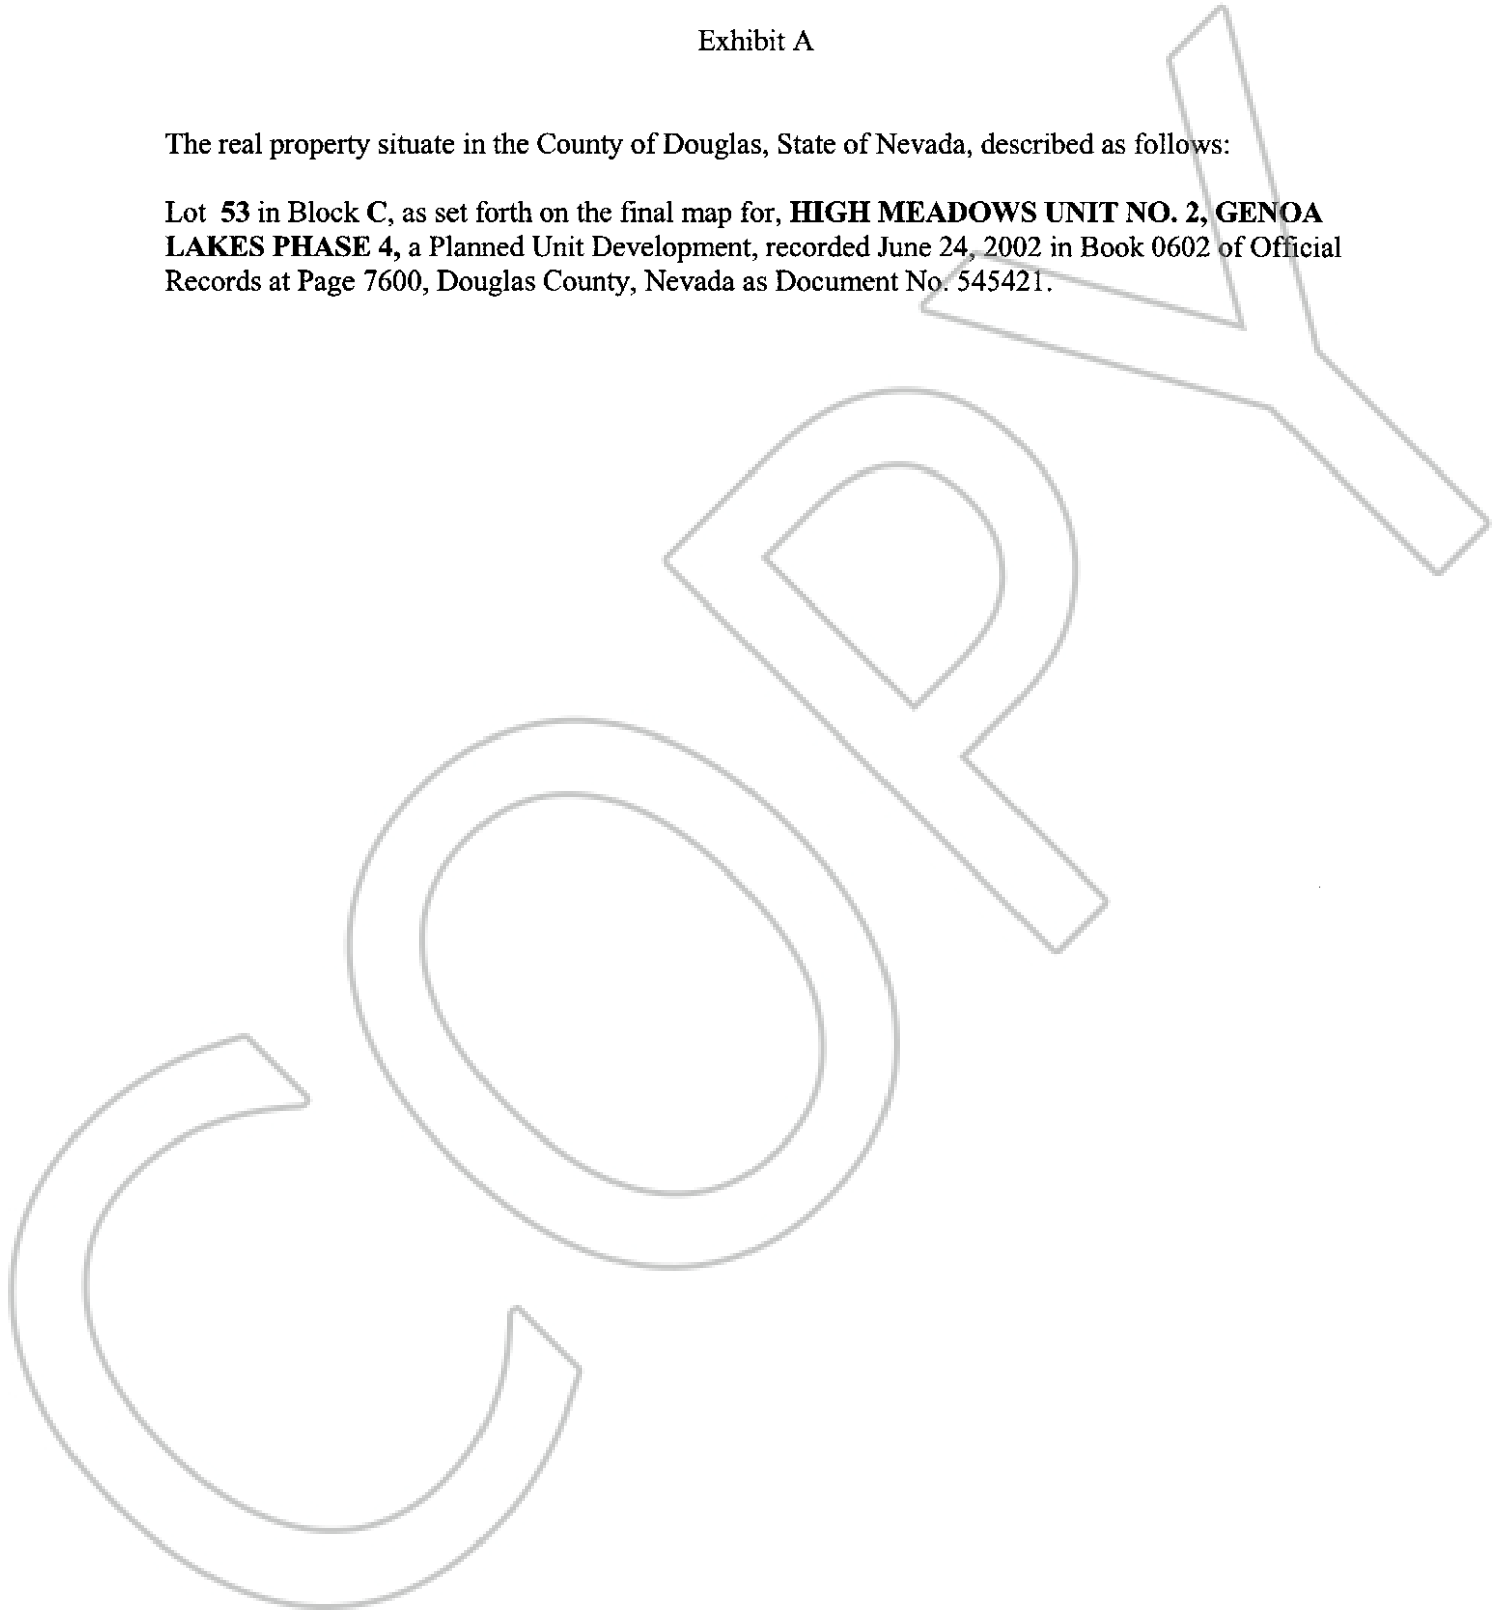 Exhibit A
The real property situate in the County of Douglas, State of Nevada, described as follows:
Lot 53 in Block C, as set forth on the final map for, HIGH MEADOWS UNIT NO. 2, GENOA
LAKES PHASE 4, a Planned Unit Development, recorded June 24, 2002 in Book 0602 of Official
Records at Page 7600, Douglas County, Nevada as Document No. 545421.
COPY